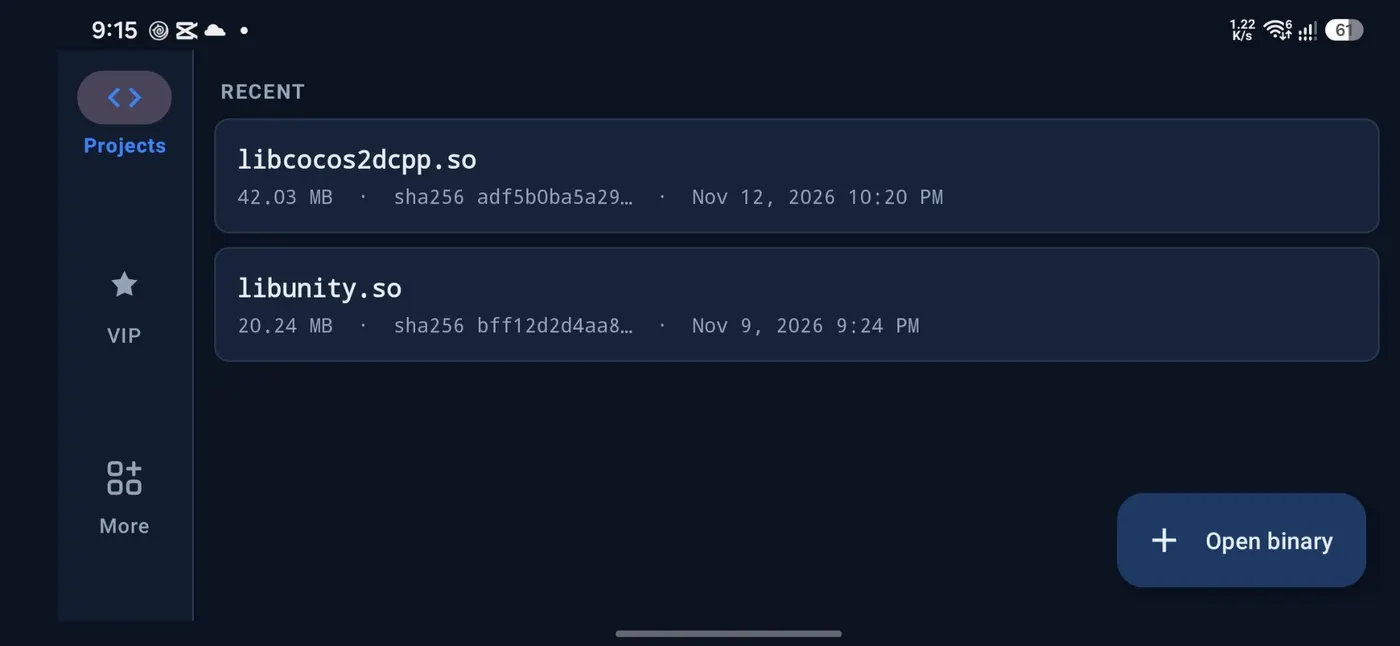 9:15
1.22
K/s
6
61
Projects
VIP
More
RECENT
libcocos2dcpp.so
42.03 MB · sha256 adf5b0ba5a29… · Nov 12, 2026 10:20 PM
libunity.so
20.24 MB · sha256 bff12d2d4aa8… · Nov 9, 2026 9:24 PM
+ Open binary